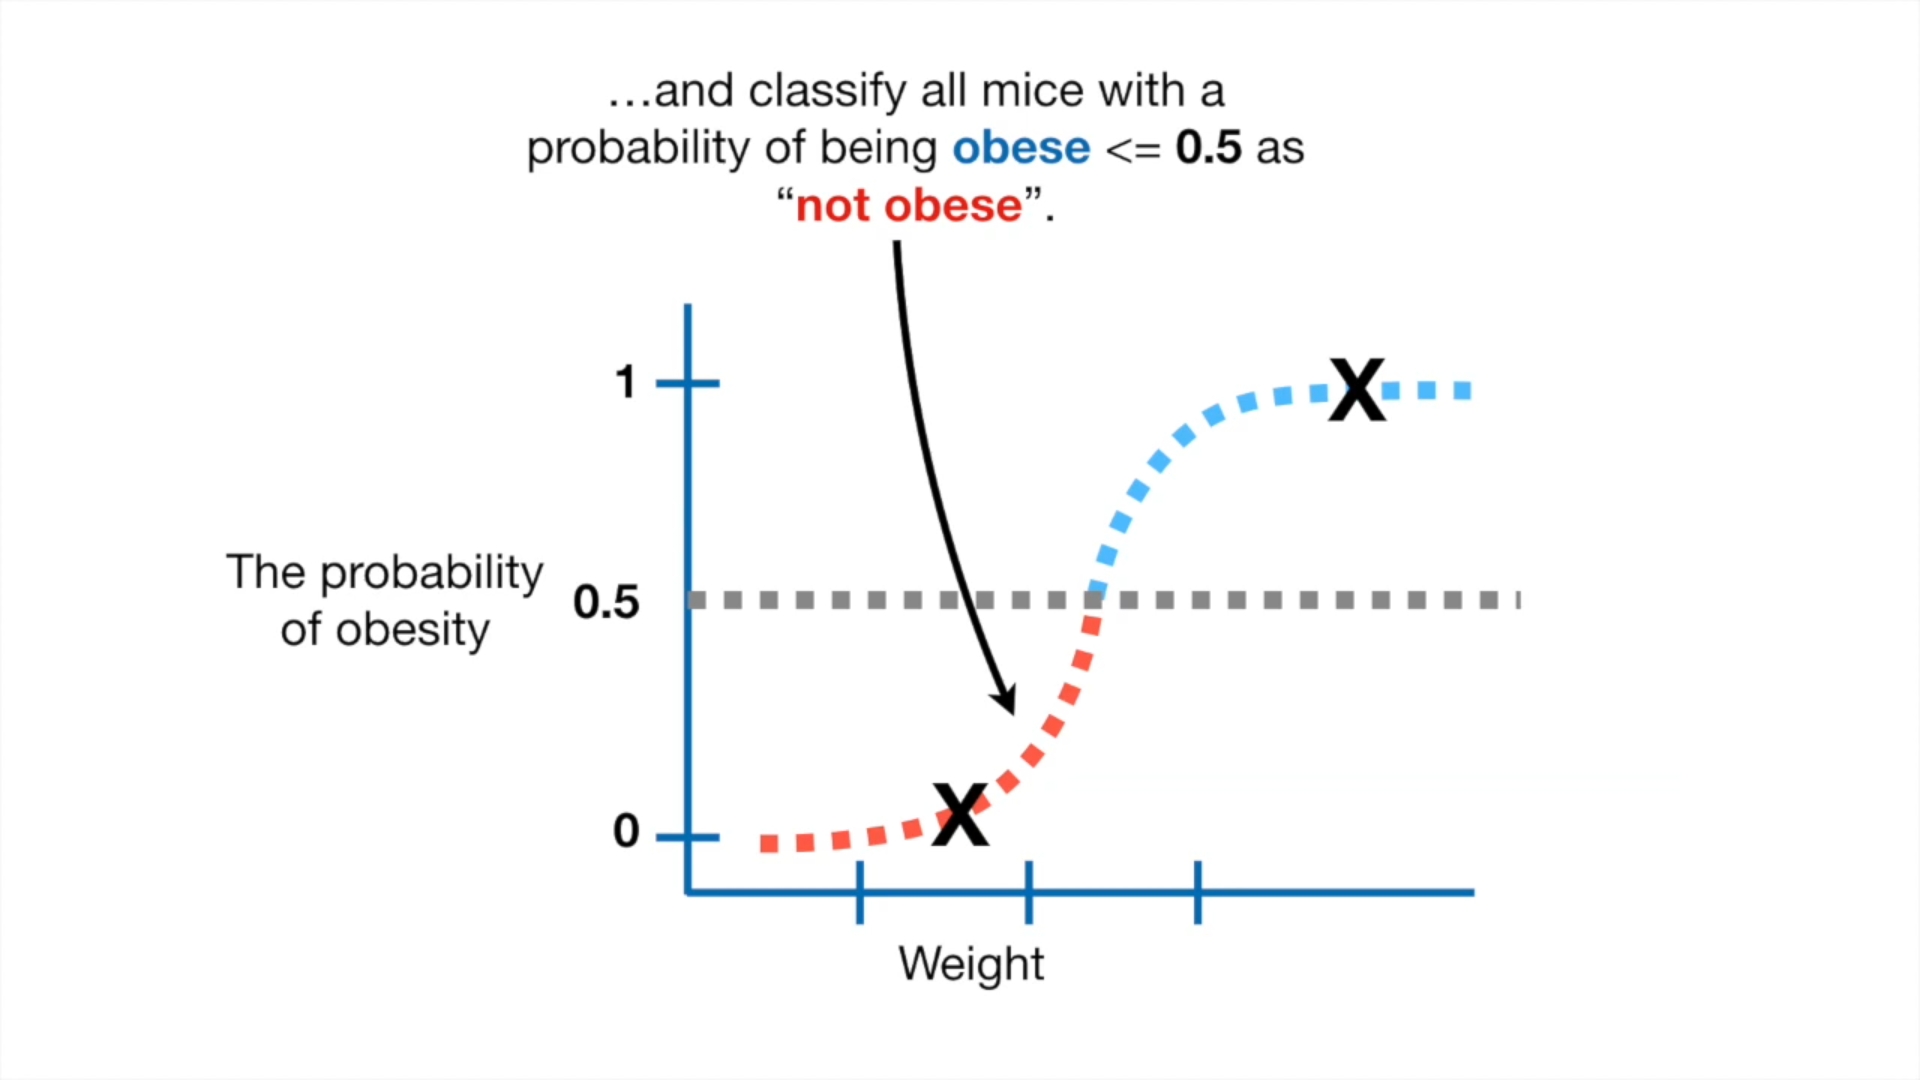 …and classify all mice with a
probability of being obese <= 0.5 as
“not obese”.
1
The probability
of obesity
0.5
0
X
X
Weight